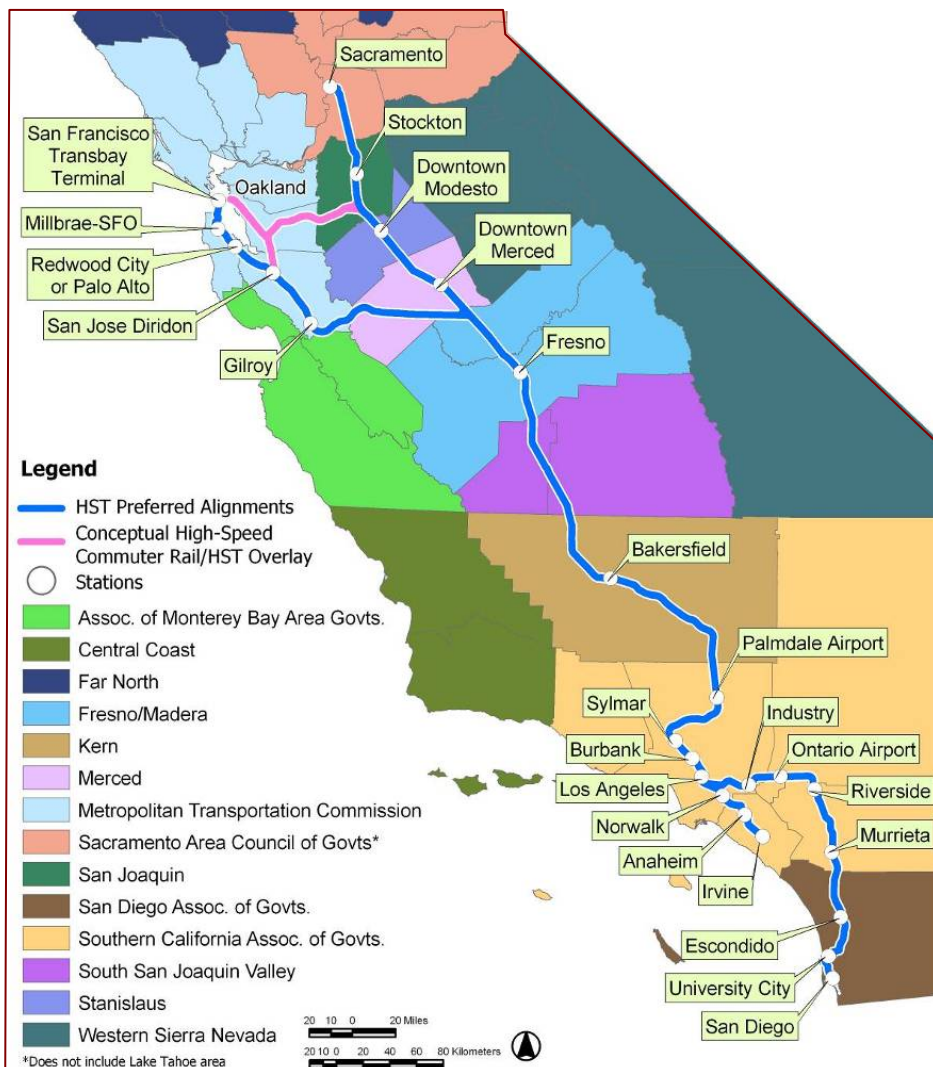 Sacramento
Stockton
San Francisco
Transbay
Terminal
Oakland
Downtown
Modesto
Millbrae-SFO
Downtown
Merced
Redwood City
or Palo Alto
San Jose Diridon
Gilroy
Fresno
Legend
HST Preferred Alignments
Conceptual High-Speed
Commuter Rail/HST Overlay
Stations
Assoc. of Monterey Bay Area Govts.
Central Coast
Far North
Fresno/Madera
Kern
Merced
Metropolitan Transportation Commission
Sacramento Area Council of Govts*
San Joaquin
San Diego Assoc. of Govts.
Southern California Assoc. of Govts.
South San Joaquin Valley
Stanislaus
Western Sierra Nevada
*Does not include Lake Tahoe area
Bakersfield
Palmdale Airport
Sylmar
Industry
Burbank
Ontario Airport
Los Angeles
Riverside
Norwalk
Murrieta
Anaheim
Irvine
Escondido
University City
San Diego
20 10 0 20 Miles
20 10 0 20 40 60 80 Kilometers